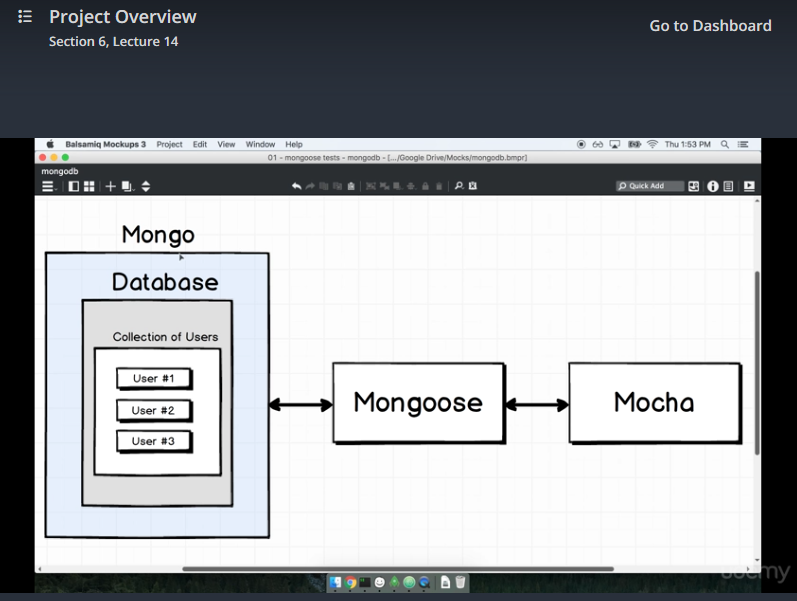 Project Overview
Go to Dashboard
Section 6, Lecture 14
Balsamiq Mockups 3 Project Edit View Window Help
Thu 1:53 PM
01 - mongoose tests - mongodb - [.../Google Drive/Mocks/mongodb.bmpr]
mongodb
Quick Add
Mongo
Database
Collection of Users
User #1
User #2
User #3
Mongoose
Mocha
udemy